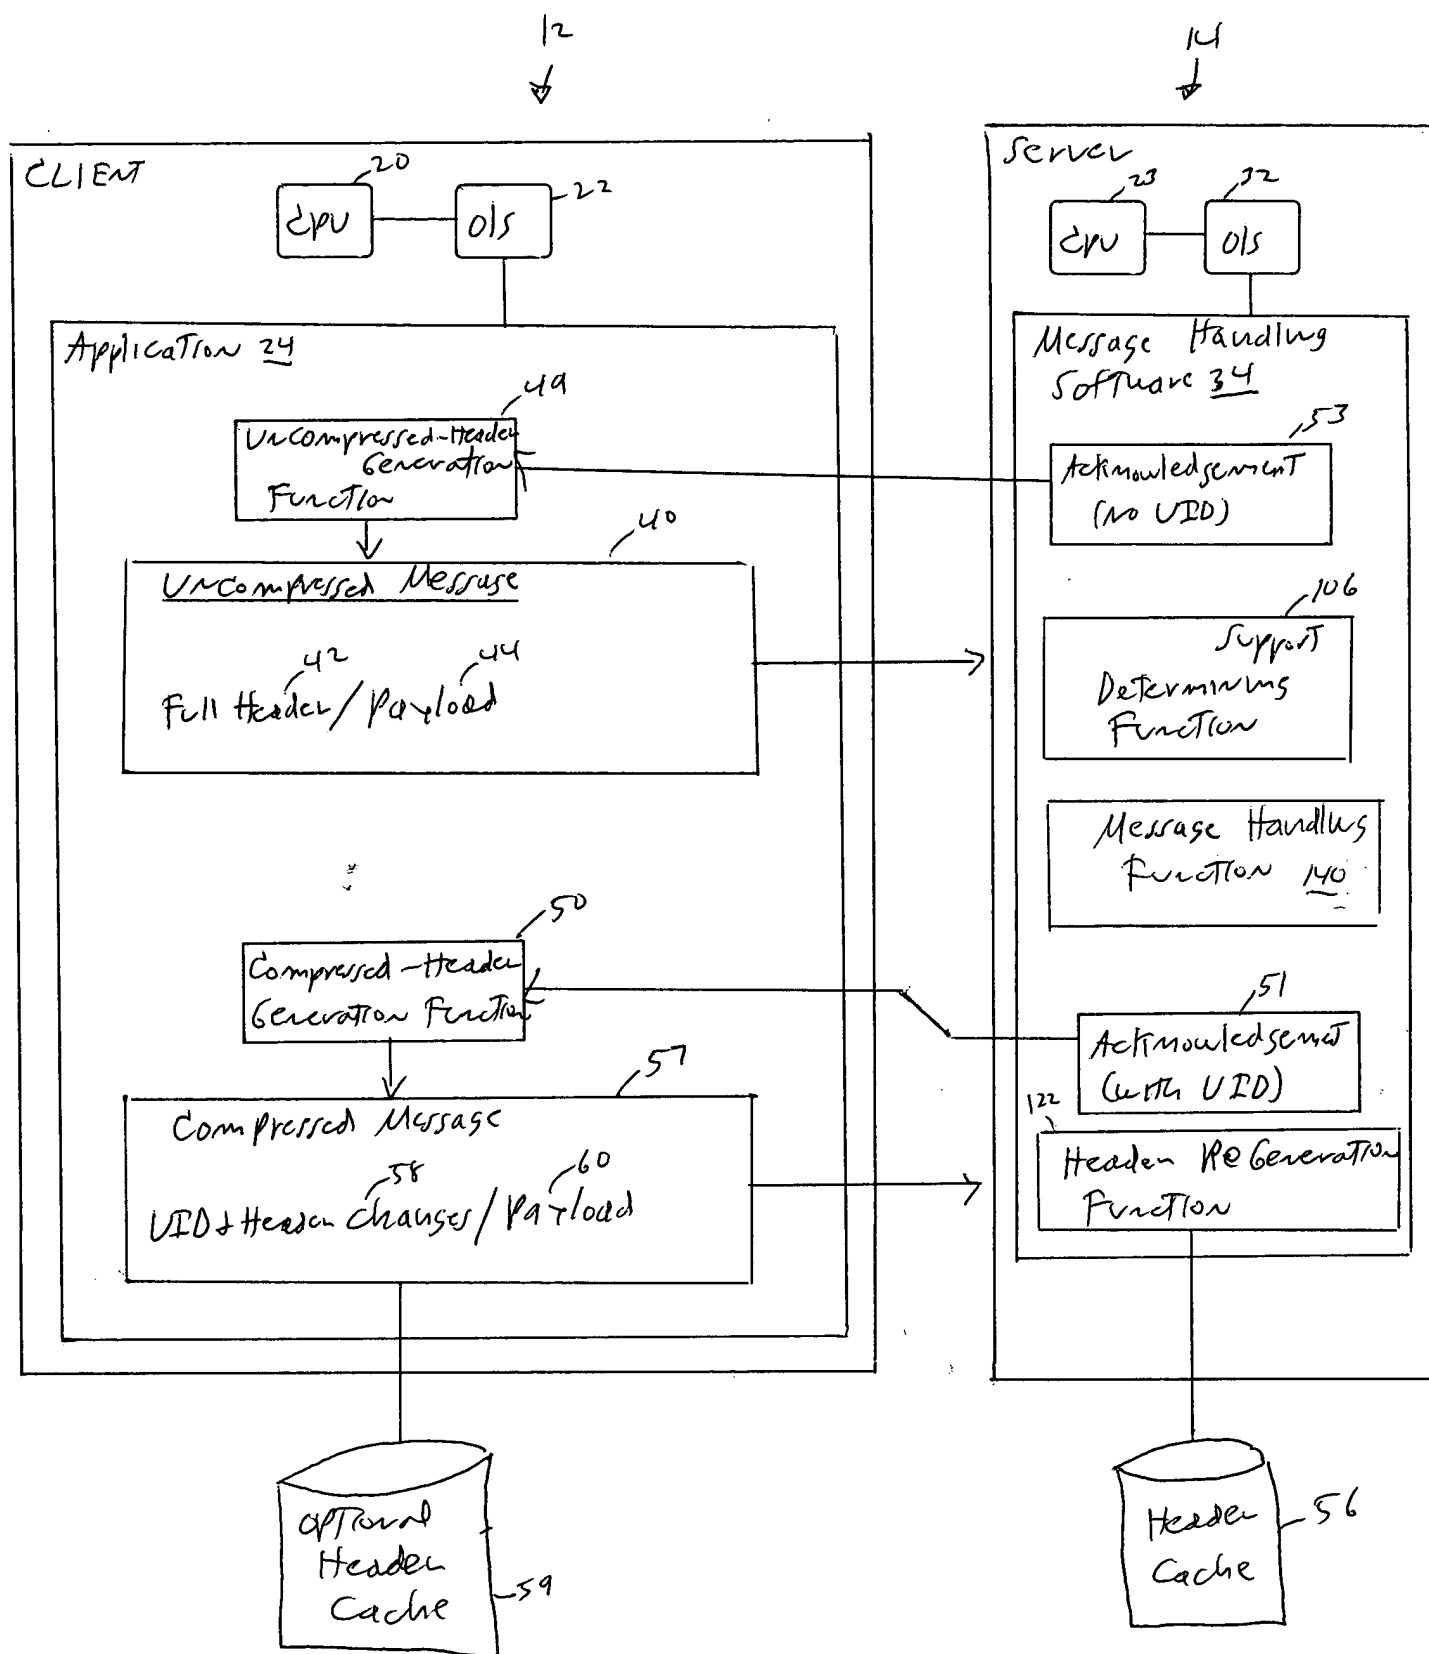 12
14
CLIENT
20
CPU
22
O/S
Application 24
49
Uncompressed-Header
Generation
Function
40
Uncompressed Message
42
44
Full Header/Payload
50
Compressed-Header
Generation Function
57
Compressed Message
58
60
UID & Header Changes/Payload
Optional
Header
Cache
59
Server
23
CPU
32
O/S
Message Handling
Software 34
53
Acknowledgement
(No UID)
106
Support
Determining
Function
Message Handling
Function 140
51
Acknowledgement
(with UID)
122
Header ReGeneration
Function
Header
Cache
56